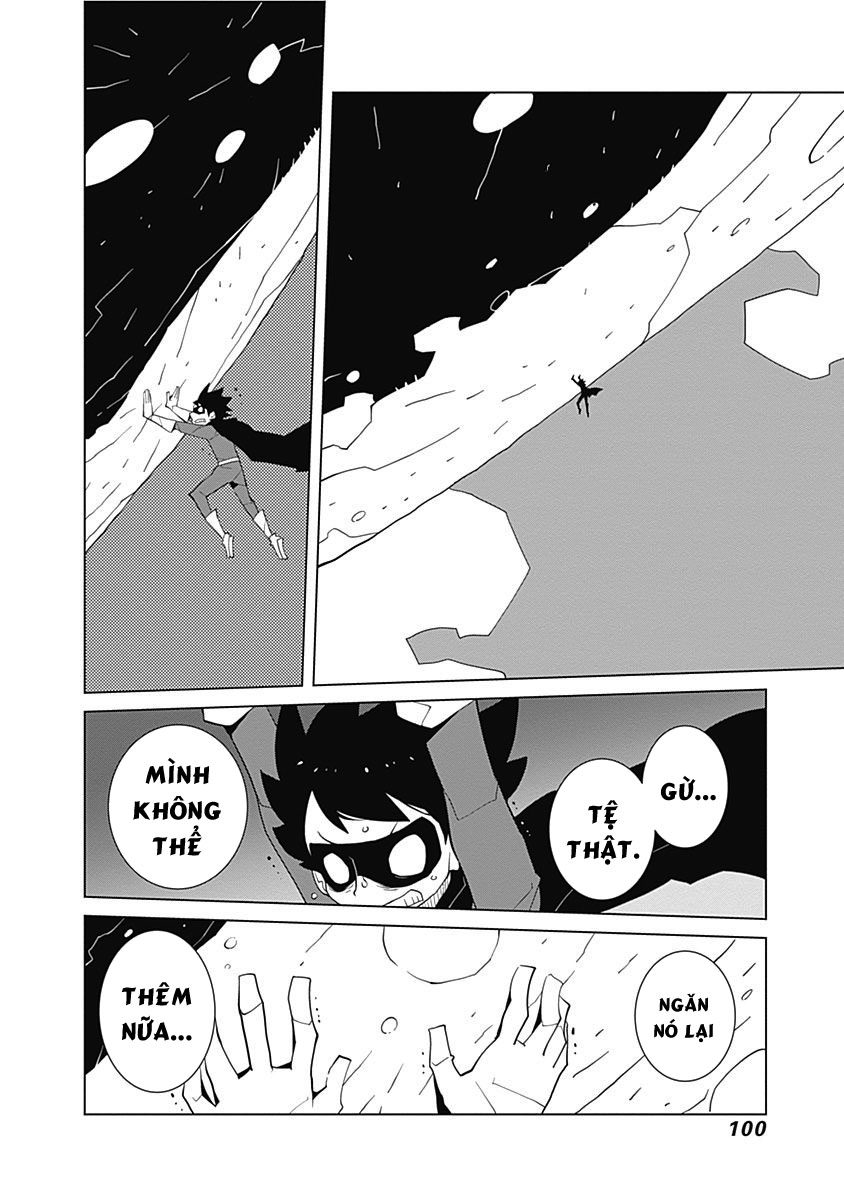 GỪ...
TỆ
THẬT.
MÌNH
KHÔNG
THỂ
NGĂN
NÓ LẠI
THÊM
NỮA...
100